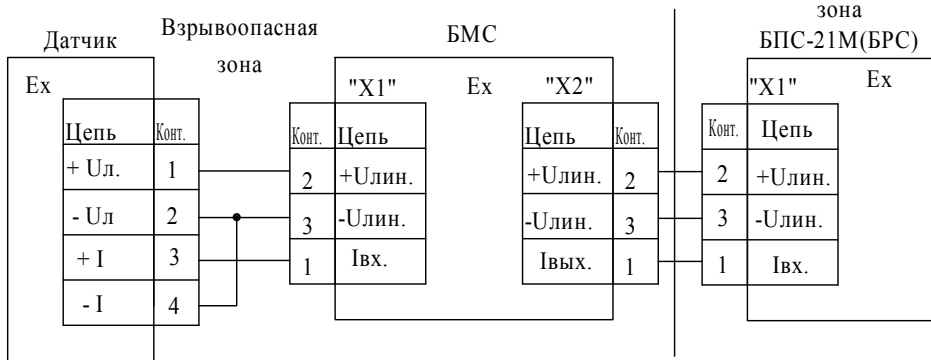 зона
Датчик
Взрывоопасная
зона
БМС
БПС-21М(БРС)
Ex
"X1"
Ex
"X2"
"X1"
Ex
Цепь Конт.
Конт. Цепь
Цепь Конт.
Конт. Цепь
+ Uл. 1
2 +Uлин.
+Uлин. 2
2 +Uлин.
- Uл 2
3 -Uлин.
-Uлин. 3
3 -Uлин.
+ I 3
1 Iвх.
Iвых. 1
1 Iвх.
- I 4